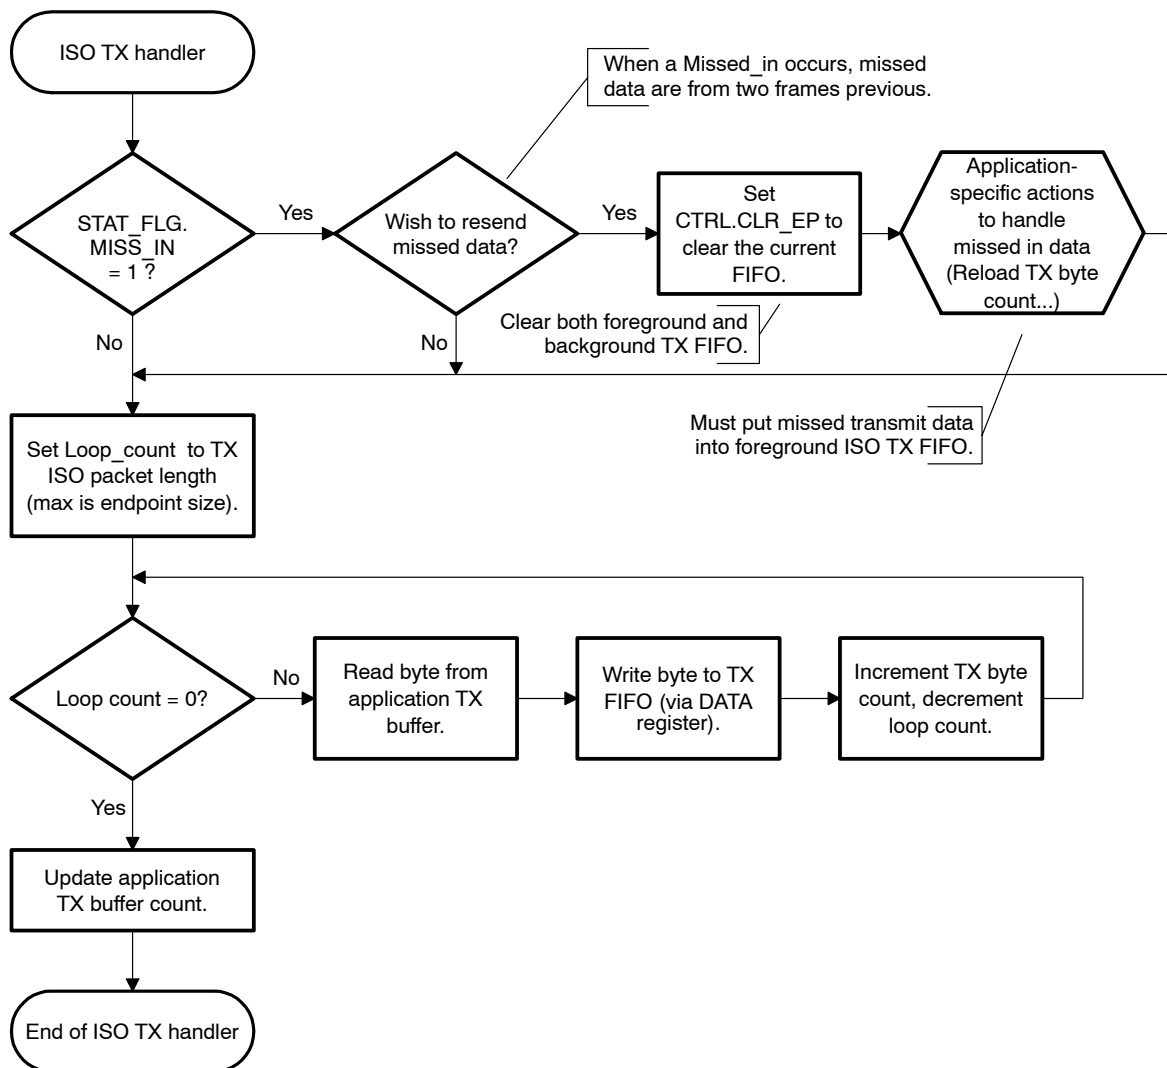 ISO TX handler
When a Missed_in occurs, missed
data are from two frames previous.
STAT_FLG.
MISS_IN
= 1 ?
Yes
Wish to resend
missed data?
Yes
Set
CTRL.CLR_EP to
clear the current
FIFO.
Application-
specific actions
to handle
missed in data
(Reload TX byte
count...)
No
No
Clear both foreground and
background TX FIFO.
Must put missed transmit data
into foreground ISO TX FIFO.
Set Loop_count to TX
ISO packet length
(max is endpoint size).
Loop count = 0?
No
Read byte from
application TX
buffer.
Write byte to TX
FIFO (via DATA
register).
Increment TX byte
count, decrement
loop count.
Yes
Update application
TX buffer count.
End of ISO TX handler